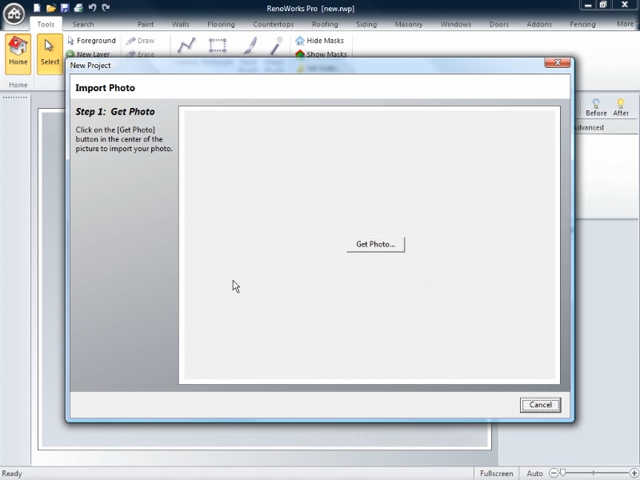 RenoWorks Pro [new.rwp]
Tools Search Paint Walls Flooring Countertops Roofing Siding Masonry Windows Doors Addons Fencing More
Home Select Foreground Draw Hide Masks
New Layer Erase Show Masks
Home
Before After
New Project
Import Photo
Step 1: Get Photo
Click on the [Get Photo]
button in the center of the
picture to import your photo.
Get Photo...
Cancel
Ready Fullscreen Auto